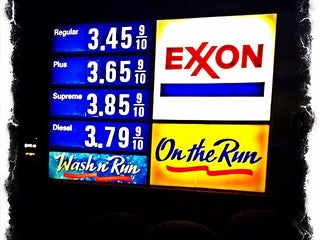 Regular 3.45 9/10
Plus 3.65 9/10
Supreme 3.85 9/10
Diesel 3.79 9/10
Wash n' Run
EXXON
On the Run